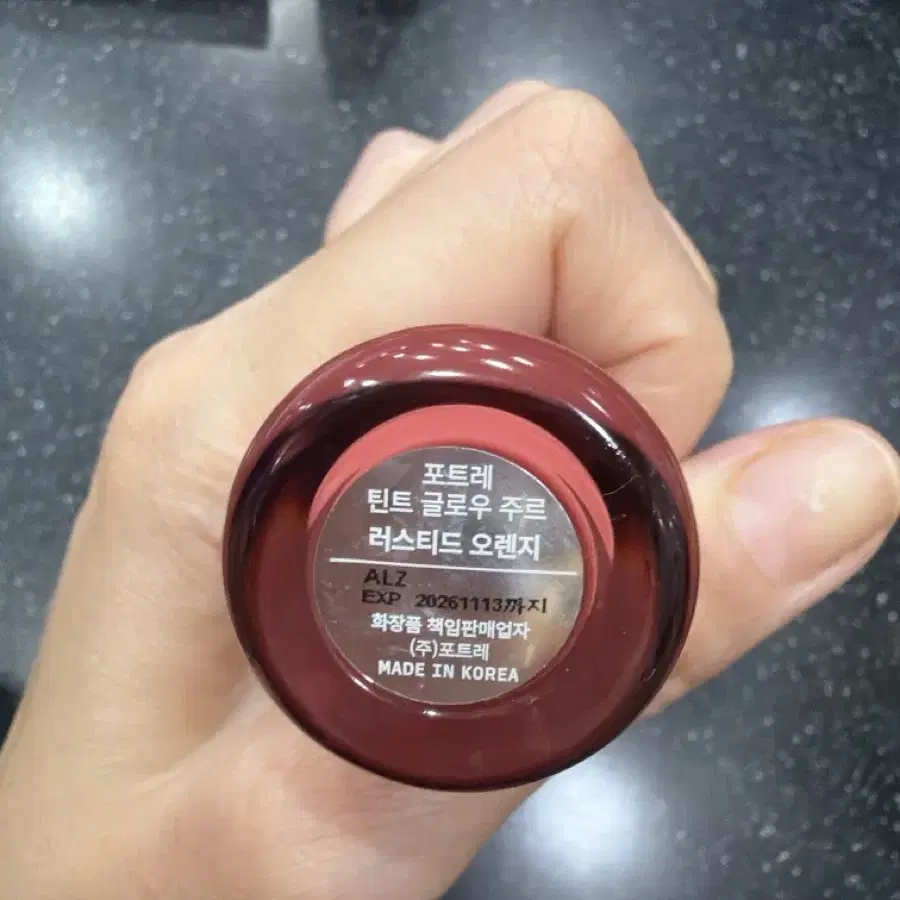 포트레
틴트 글로우 주르
러스티드 오렌지
ALZ
EXP 20261113까지
화장품 책임판매업자
(주)포트레
MADE IN KOREA